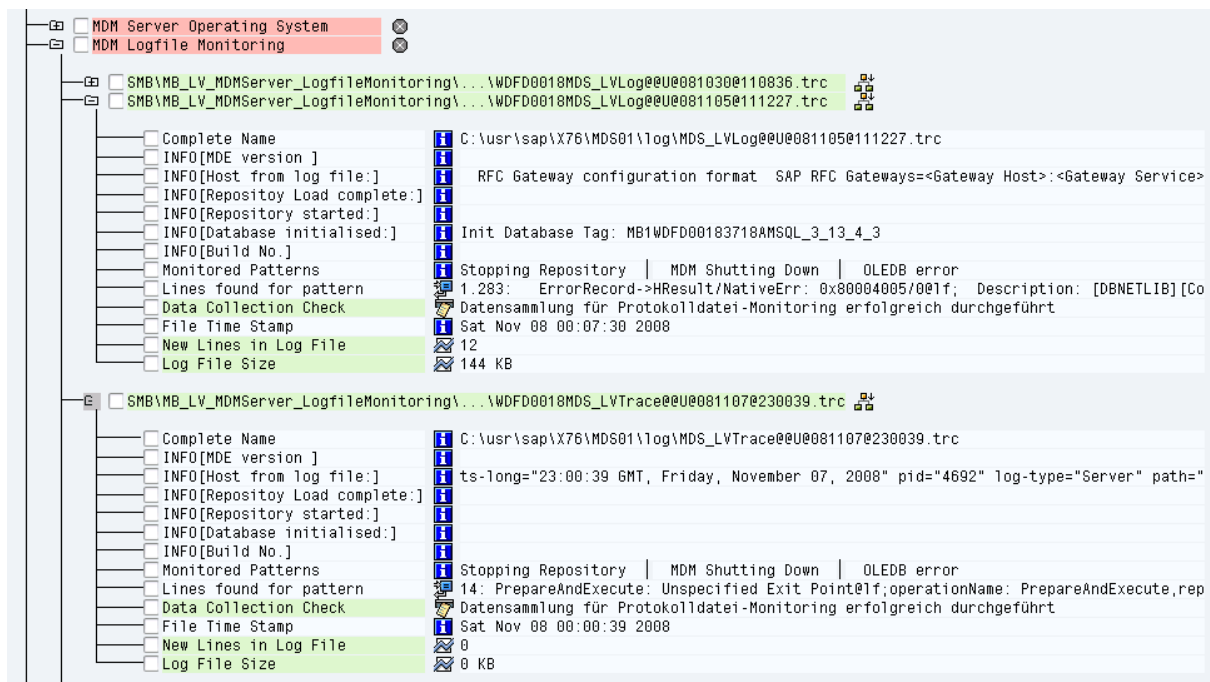 MDM Server Operating System
MDM Logfile Monitoring
SMB\MB_LV_MDMServer_LogfileMonitoring\...\WDFD0018MDS_LVLog@@U@081030@110836.trc
SMB\MB_LV_MDMServer_LogfileMonitoring\...\WDFD0018MDS_LVLog@@U@081105@111227.trc
Complete Name C:\usr\sap\X76\MDS01\log\MDS_LVLog@@U@081105@111227.trc
INFO[MDE version ]
INFO[Host from log file:] RFC Gateway configuration format SAP RFC Gateways=<Gateway Host>:<Gateway Service>
INFO[Repositoy Load complete:]
INFO[Repository started:]
INFO[Database initialised:] Init Database Tag: MB1WDFD00183718AMSQL_3_13_4_3
INFO[Build No.]
Monitored Patterns Stopping Repository | MDM Shutting Down | OLEDB error
Lines found for pattern 1.283: ErrorRecord->HResult/NativeErr: 0x80004005/0@lf; Description: [DBNETLIB][Co
Data Collection Check Datensammlung für Protokolldatei-Monitoring erfolgreich durchgeführt
File Time Stamp Sat Nov 08 00:07:30 2008
New Lines in Log File 12
Log File Size 144 KB
SMB\MB_LV_MDMServer_LogfileMonitoring\...\WDFD0018MDS_LVTrace@@U@081107@230039.trc
Complete Name C:\usr\sap\X76\MDS01\log\MDS_LVTrace@@U@081107@230039.trc
INFO[MDE version ]
INFO[Host from log file:] ts-long="23:00:39 GMT, Friday, November 07, 2008" pid="4692" log-type="Server" path="
INFO[Repositoy Load complete:]
INFO[Repository started:]
INFO[Database initialised:]
INFO[Build No.]
Monitored Patterns Stopping Repository | MDM Shutting Down | OLEDB error
Lines found for pattern 14: PrepareAndExecute: Unspecified Exit Point@lf;operationName: PrepareAndExecute,rep
Data Collection Check Datensammlung für Protokolldatei-Monitoring erfolgreich durchgeführt
File Time Stamp Sat Nov 08 00:00:39 2008
New Lines in Log File 0
Log File Size 0 KB